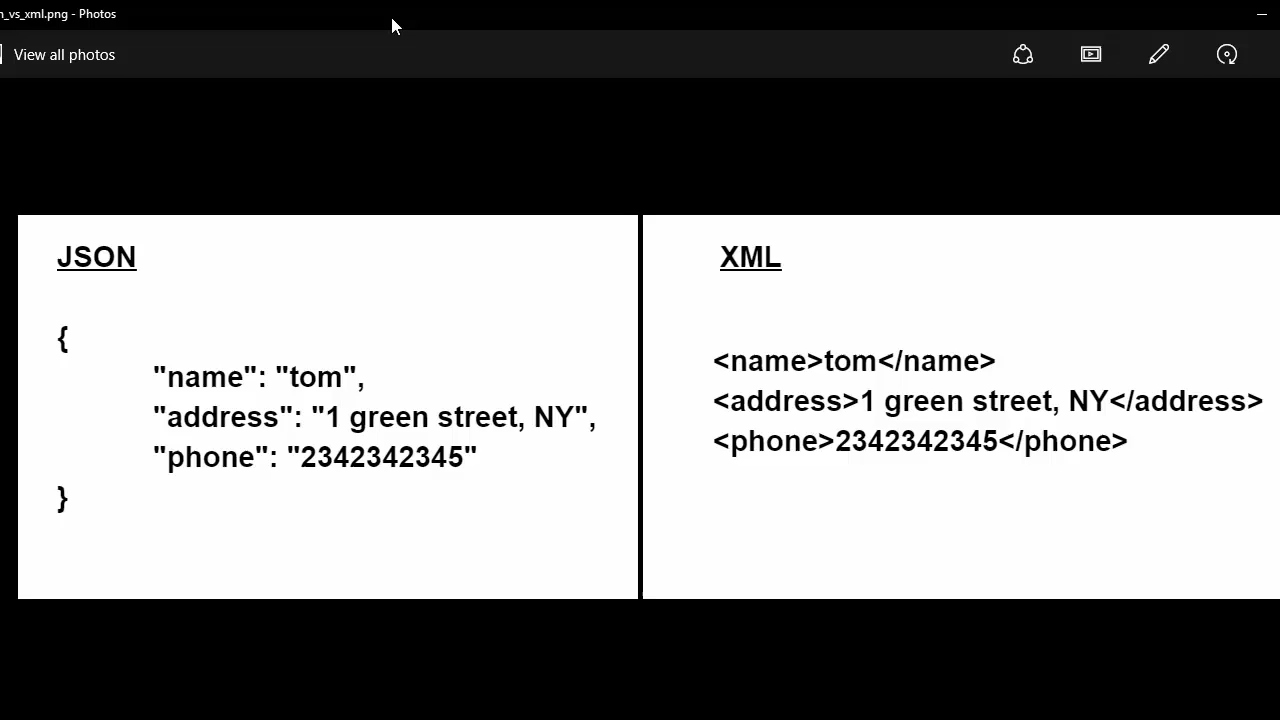 n_vs_xml.png - Photos
View all photos
JSON
{
"name": "tom",
"address": "1 green street, NY",
"phone": "2342342345"
}
XML
<name>tom</name>
<address>1 green street, NY</address>
<phone>2342342345</phone>